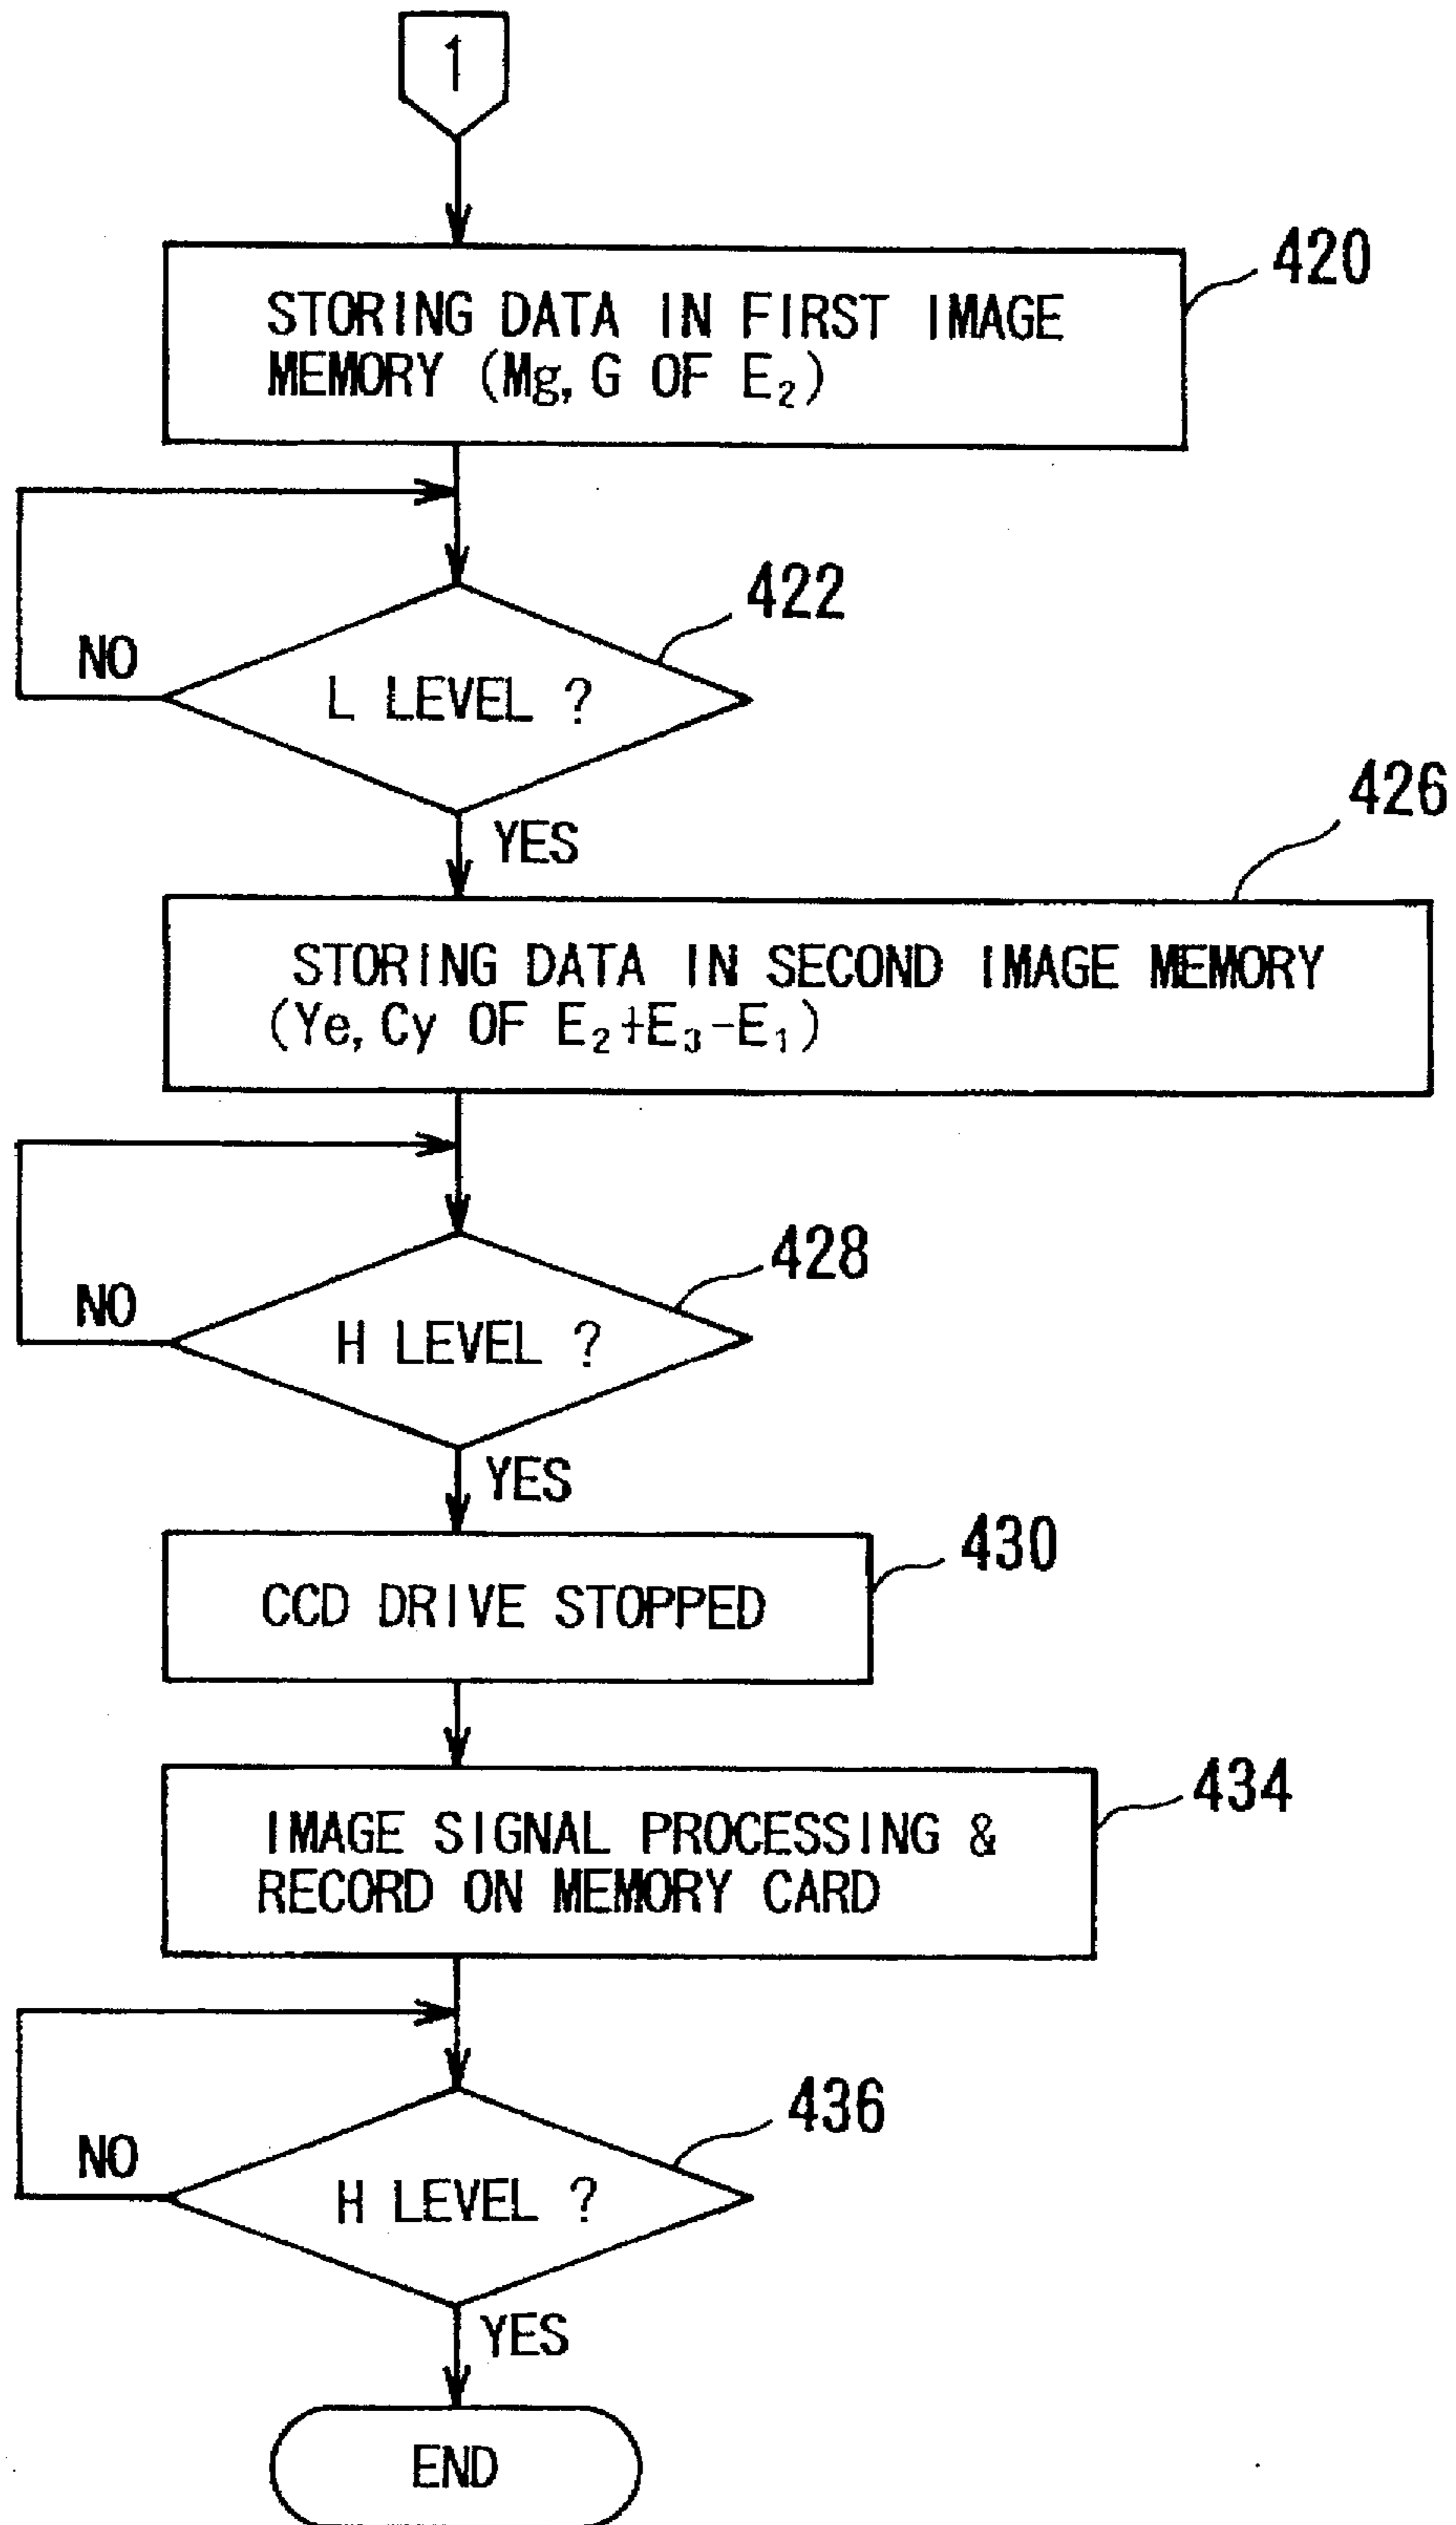 1
420
STORING DATA IN FIRST IMAGE
MEMORY (Mg, G OF E₂)
422
NO
L LEVEL ?
YES
426
STORING DATA IN SECOND IMAGE MEMORY
(Ye, Cy OF E₂+E₃-E₁)
428
NO
H LEVEL ?
YES
430
CCD DRIVE STOPPED
434
IMAGE SIGNAL PROCESSING &
RECORD ON MEMORY CARD
436
NO
H LEVEL ?
YES
END